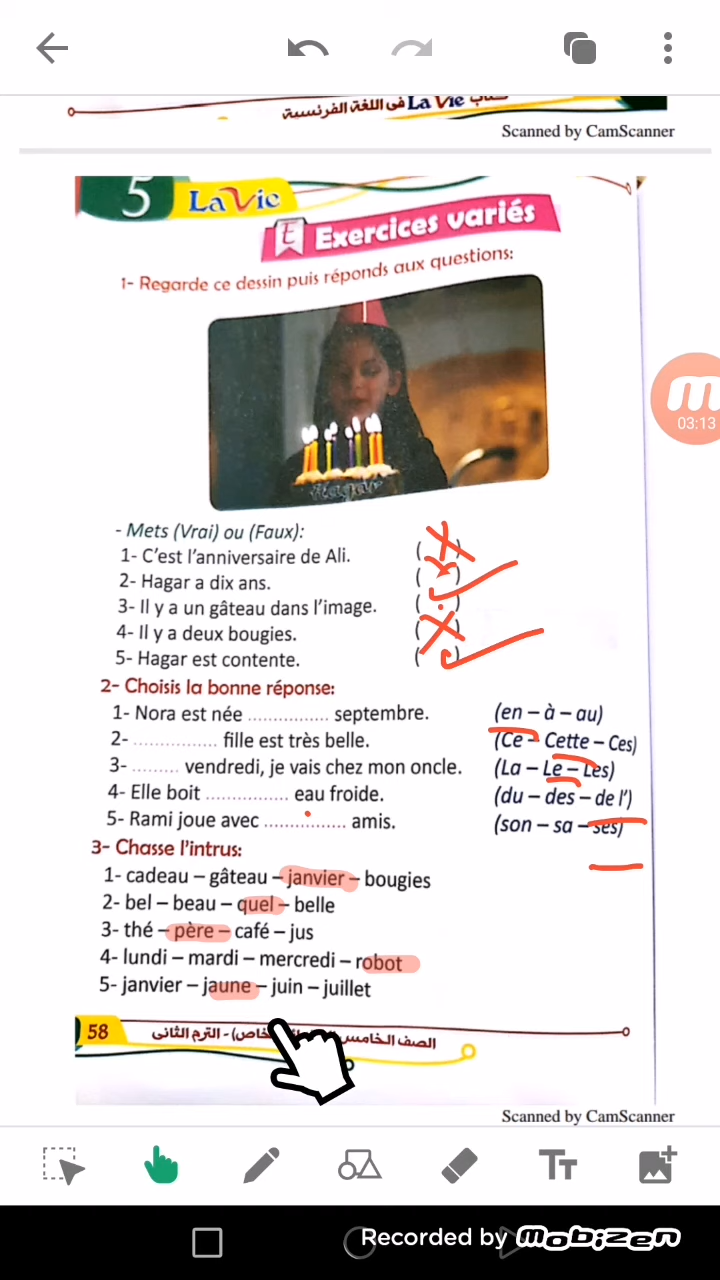 كتاب La Vie فى اللغة الفرنسية
Scanned by CamScanner
5 La Vie
E Exercices variés
1- Regarde ce dessin puis réponds aux questions:
Hagar
- Mets (Vrai) ou (Faux):
1- C'est l'anniversaire de Ali. ( )
2- Hagar a dix ans. ( )
3- Il y a un gâteau dans l'image. ( )
4- Il y a deux bougies. ( )
5- Hagar est contente. ( )
2- Choisis la bonne réponse:
1- Nora est née ................ septembre. (en – à – au)
2- ................ fille est très belle. (Ce – Cette – Ces)
3- ......... vendredi, je vais chez mon oncle. (La – Le – Les)
4- Elle boit ................ eau froide. (du – des – de l')
5- Rami joue avec ................ amis. (son – sa – ses)
3- Chasse l'intrus:
1- cadeau – gâteau – janvier – bougies
2- bel – beau – quel – belle
3- thé – père – café – jus
4- lundi – mardi – mercredi – robot
5- janvier – jaune – juin – juillet
58 الصف الخامس خاص) - الترم الثانى
Scanned by CamScanner
03:13
TT
Recorded by mobizen